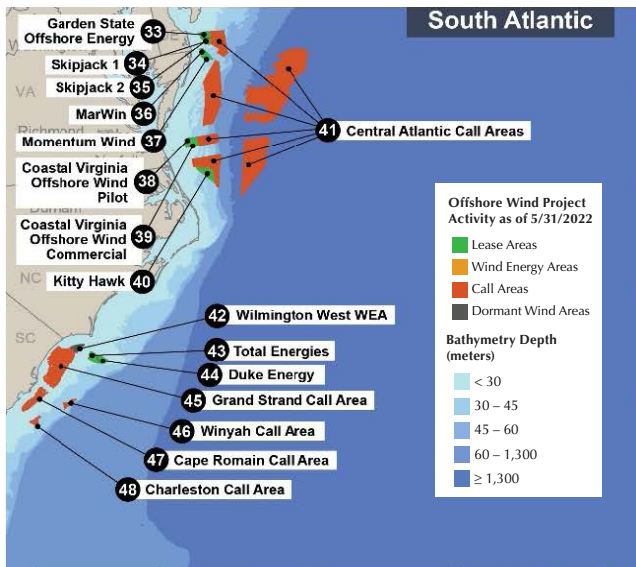 South Atlantic
Garden State
Offshore Energy
33
Skipjack 1
34
Skipjack 2
35
MarWin
36
Momentum Wind
37
Coastal Virginia
Offshore Wind
Pilot
38
Coastal Virginia
Offshore Wind
Commercial
39
Kitty Hawk
40
41
Central Atlantic Call Areas
VA
Richmond
Durham
NC
SC
42
Wilmington West WEA
43
Total Energies
44
Duke Energy
45
Grand Strand Call Area
46
Winyah Call Area
47
Cape Romain Call Area
48
Charleston Call Area
Offshore Wind Project
Activity as of 5/31/2022
Lease Areas
Wind Energy Areas
Call Areas
Dormant Wind Areas
Bathymetry Depth
(meters)
< 30
30 – 45
45 – 60
60 – 1,300
≥ 1,300